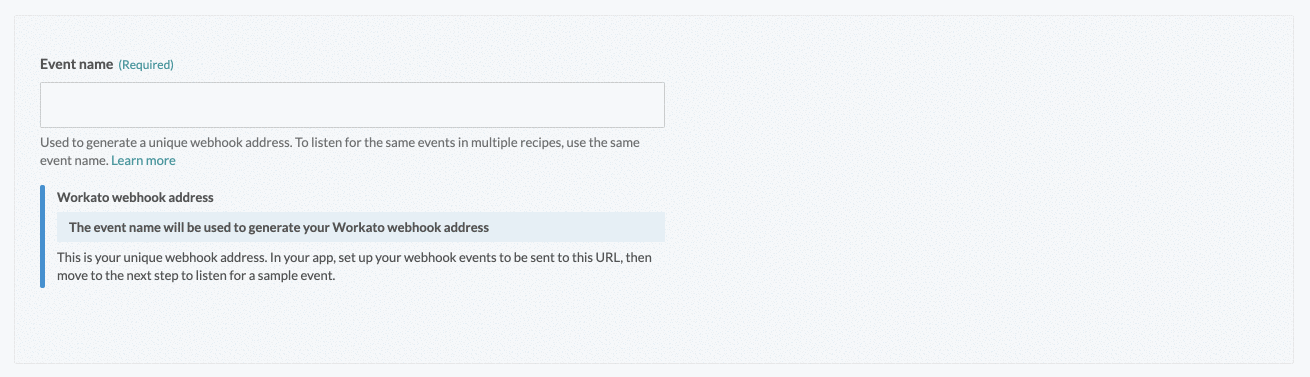 Event name (Required)
Used to generate a unique webhook address. To listen for the same events in multiple recipes, use the same
event name. Learn more
Workato webhook address
The event name will be used to generate your Workato webhook address
This is your unique webhook address. In your app, set up your webhook events to be sent to this URL, then
move to the next step to listen for a sample event.